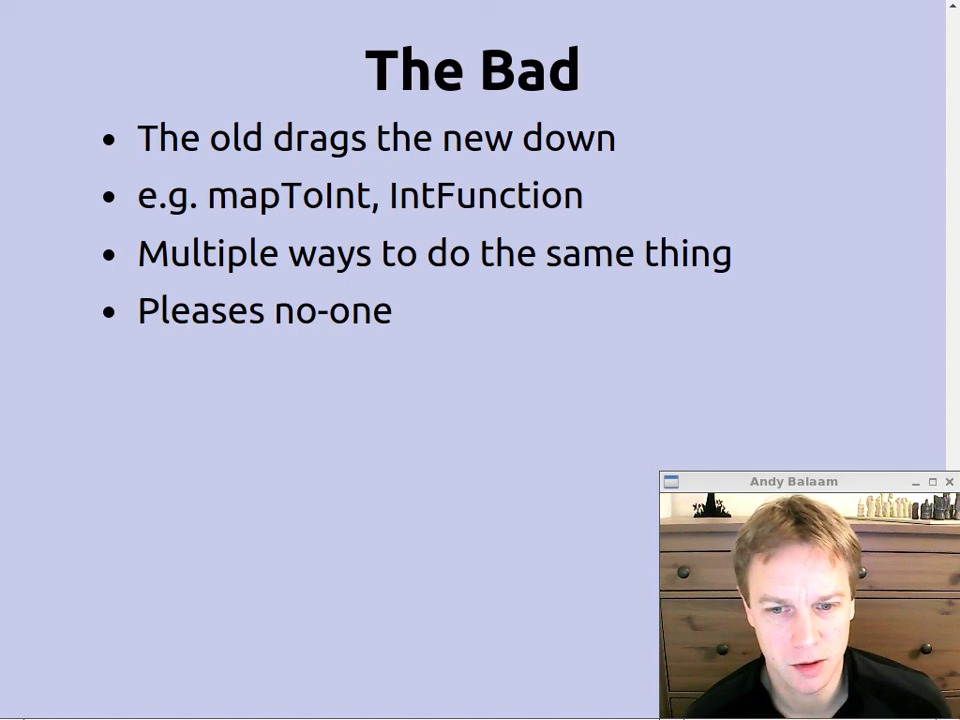 The Bad
• The old drags the new down
• e.g. mapToInt, IntFunction
• Multiple ways to do the same thing
• Pleases no-one
Andy Balaam